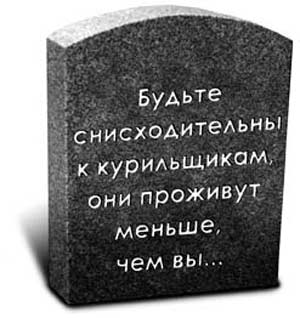 Будьте
снисходительны
к курильщикам,
они проживут
меньше,
чем вы...